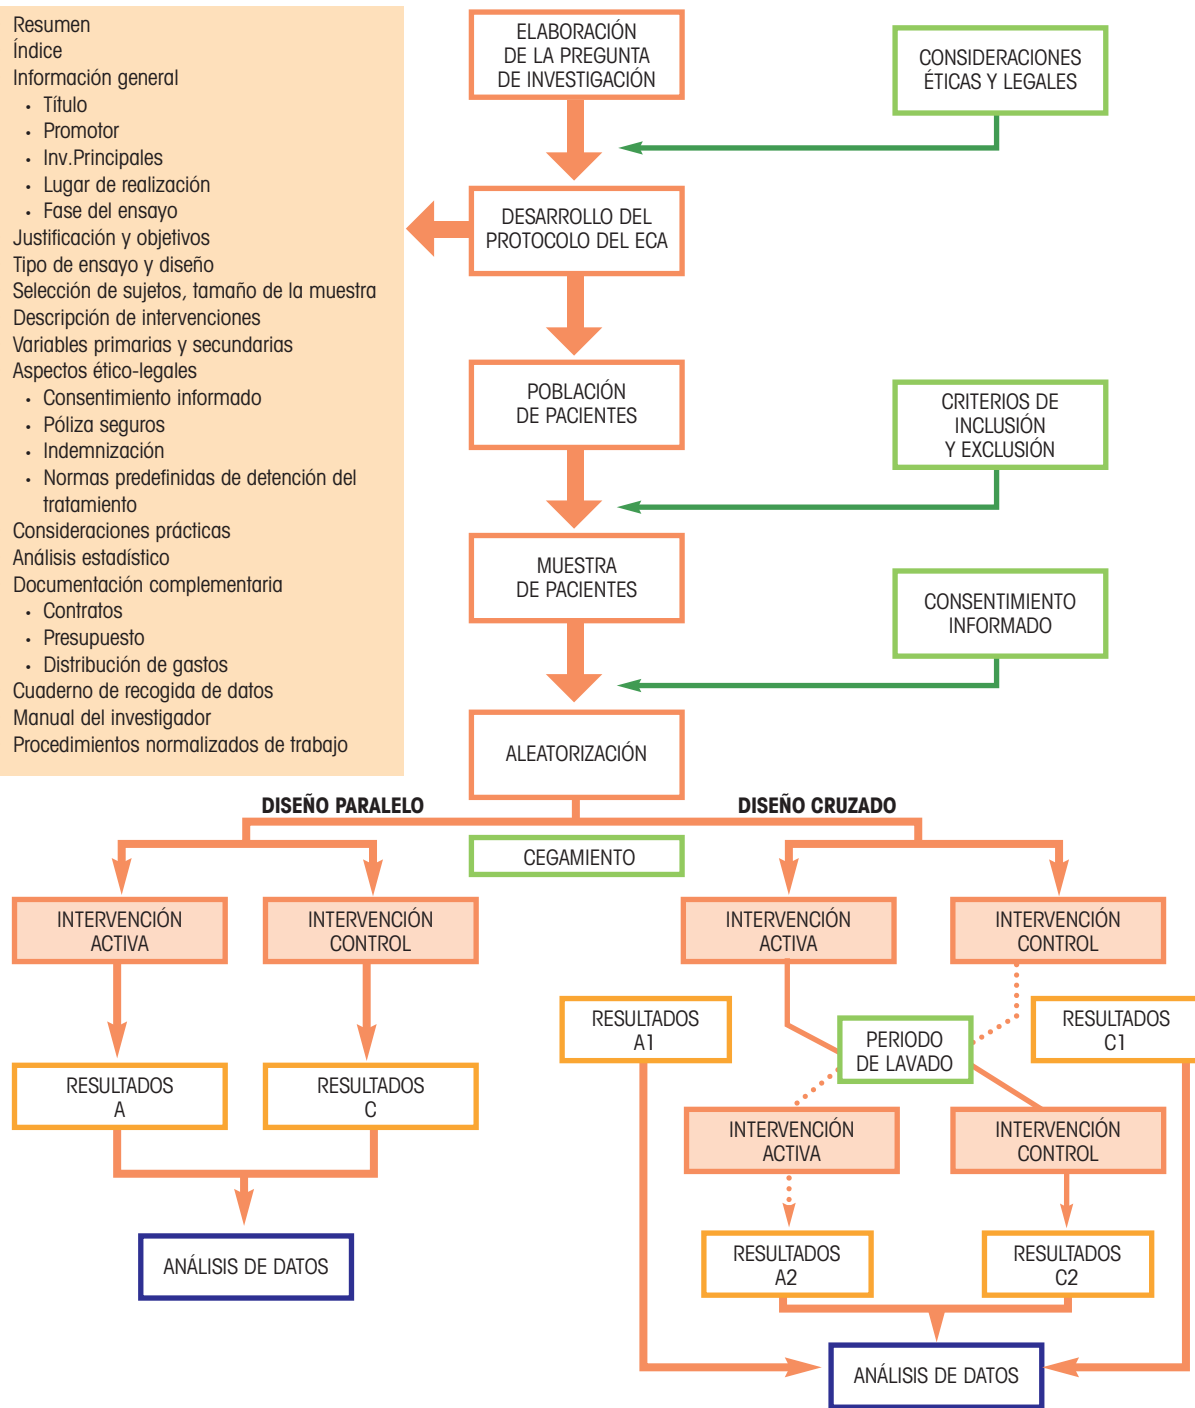 Resumen
Índice
Información general
• Título
• Promotor
• Inv.Principales
• Lugar de realización
• Fase del ensayo
Justificación y objetivos
Tipo de ensayo y diseño
Selección de sujetos, tamaño de la muestra
Descripción de intervenciones
Variables primarias y secundarias
Aspectos ético-legales
• Consentimiento informado
• Póliza seguros
• Indemnización
• Normas predefinidas de detención del
tratamiento
Consideraciones prácticas
Análisis estadístico
Documentación complementaria
• Contratos
• Presupuesto
• Distribución de gastos
Cuaderno de recogida de datos
Manual del investigador
Procedimientos normalizados de trabajo
ELABORACIÓN
DE LA PREGUNTA
DE INVESTIGACIÓN
CONSIDERACIONES
ÉTICAS Y LEGALES
DESARROLLO DEL
PROTOCOLO DEL ECA
POBLACIÓN
DE PACIENTES
CRITERIOS DE
INCLUSIÓN
Y EXCLUSIÓN
MUESTRA
DE PACIENTES
CONSENTIMIENTO
INFORMADO
ALEATORIZACIÓN
DISEÑO PARALELO
DISEÑO CRUZADO
CEGAMIENTO
INTERVENCIÓN
ACTIVA
INTERVENCIÓN
CONTROL
RESULTADOS
A
RESULTADOS
C
ANÁLISIS DE DATOS
INTERVENCIÓN
ACTIVA
INTERVENCIÓN
CONTROL
RESULTADOS
A1
PERIODO
DE LAVADO
RESULTADOS
C1
INTERVENCIÓN
ACTIVA
INTERVENCIÓN
CONTROL
RESULTADOS
A2
RESULTADOS
C2
ANÁLISIS DE DATOS